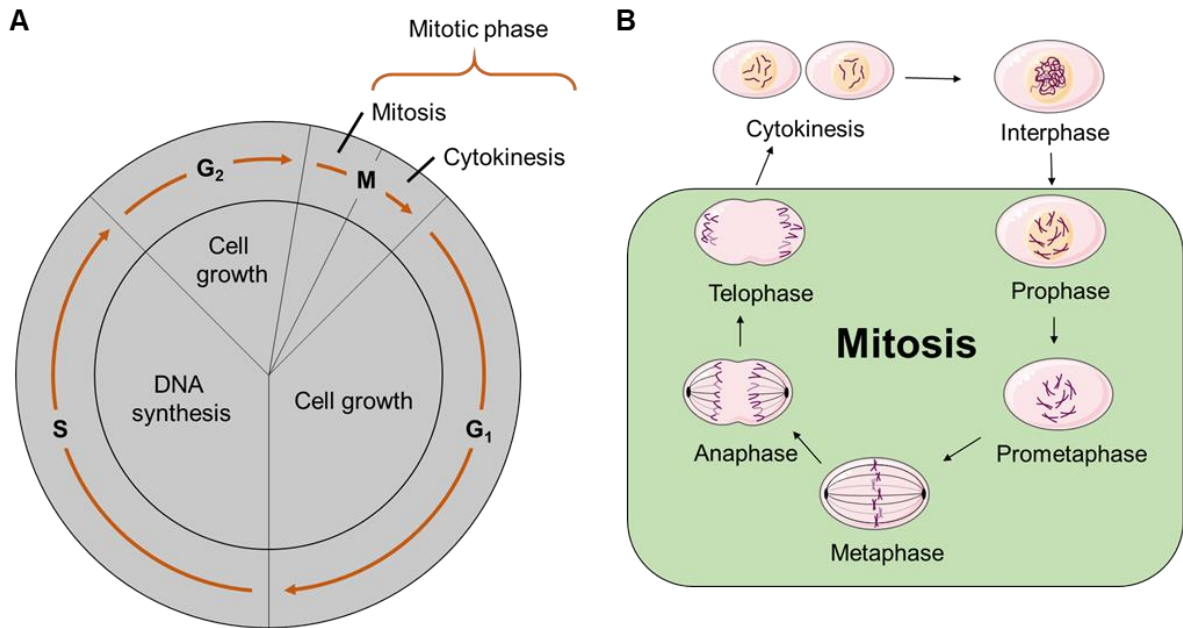 A
Mitotic phase
Mitosis
Cytokinesis
G₂
M
Cell
growth
DNA
synthesis
Cell growth
S
G₁
B
Cytokinesis
Interphase
Telophase
Prophase
Mitosis
Anaphase
Prometaphase
Metaphase